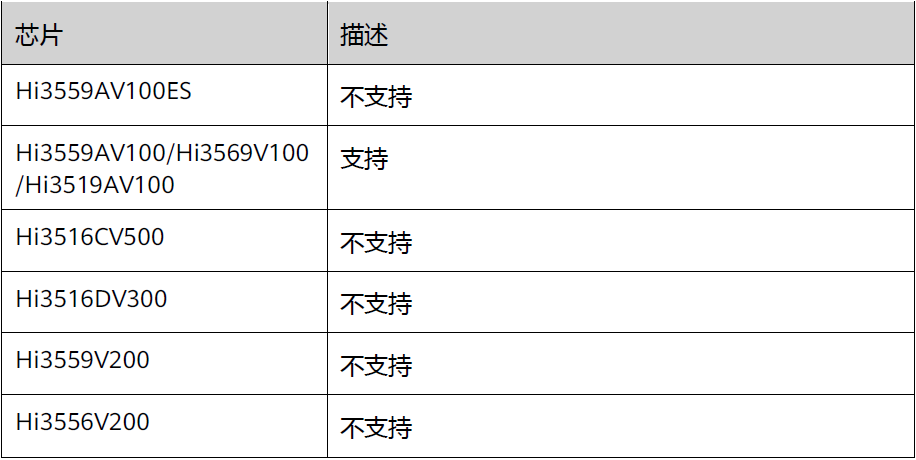 芯片 描述
Hi3559AV100ES 不支持
Hi3559AV100/Hi3569V100 支持
/Hi3519AV100
Hi3516CV500 不支持
Hi3516DV300 不支持
Hi3559V200 不支持
Hi3556V200 不支持